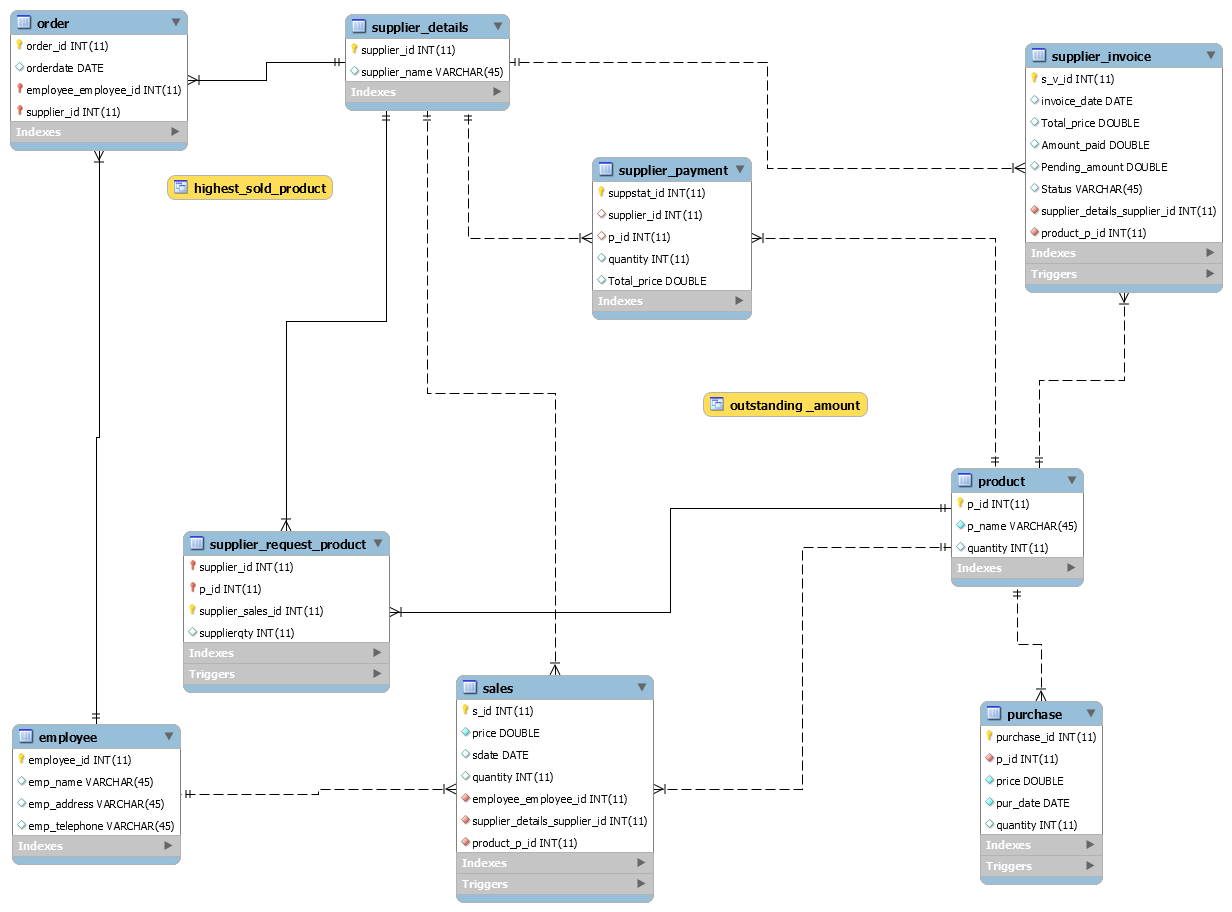 order
order_id INT(11)
orderdate DATE
employee_employee_id INT(11)
supplier_id INT(11)
Indexes
supplier_details
supplier_id INT(11)
supplier_name VARCHAR(45)
Indexes
supplier_invoice
s_v_id INT(11)
invoice_date DATE
Total_price DOUBLE
Amount_paid DOUBLE
Pending_amount DOUBLE
Status VARCHAR(45)
supplier_details_supplier_id INT(11)
product_p_id INT(11)
Indexes
Triggers
highest_sold_product
supplier_payment
suppstat_id INT(11)
supplier_id INT(11)
p_id INT(11)
quantity INT(11)
Total_price DOUBLE
Indexes
outstanding _amount
product
p_id INT(11)
p_name VARCHAR(45)
quantity INT(11)
Indexes
supplier_request_product
supplier_id INT(11)
p_id INT(11)
supplier_sales_id INT(11)
supplierqty INT(11)
Indexes
Triggers
employee
employee_id INT(11)
emp_name VARCHAR(45)
emp_address VARCHAR(45)
emp_telephone VARCHAR(45)
Indexes
sales
s_id INT(11)
price DOUBLE
sdate DATE
quantity INT(11)
employee_employee_id INT(11)
supplier_details_supplier_id INT(11)
product_p_id INT(11)
Indexes
Triggers
purchase
purchase_id INT(11)
p_id INT(11)
price DOUBLE
pur_date DATE
quantity INT(11)
Indexes
Triggers